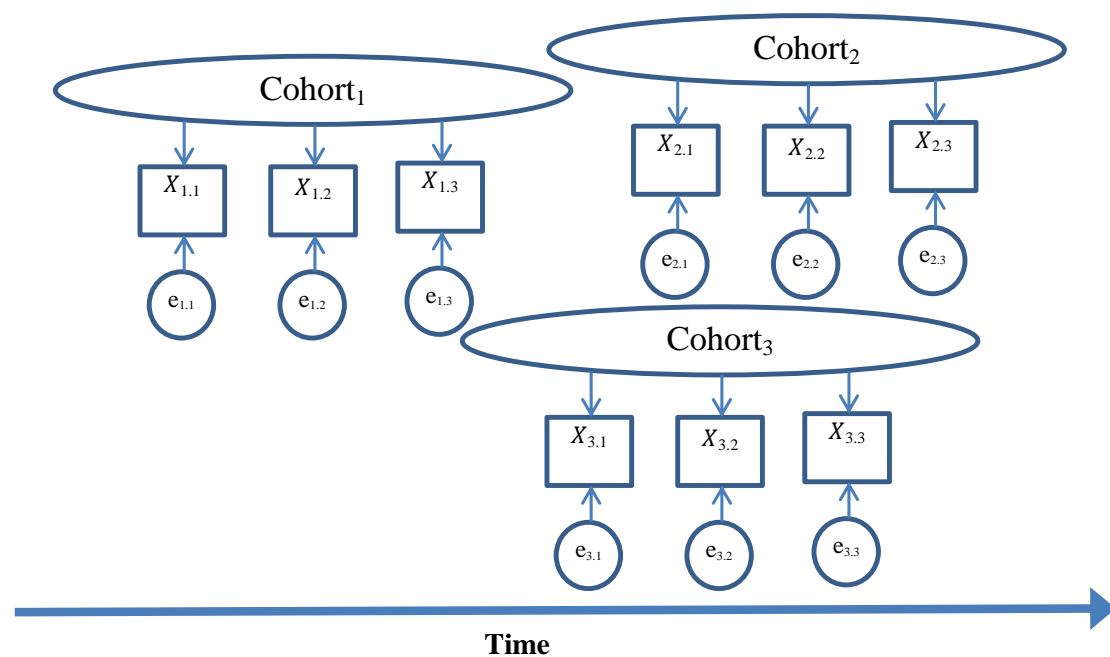 Cohort₁
X₁.₁ X₁.₂ X₁.₃
e₁.₁ e₁.₂ e₁.₃
Cohort₂
X₂.₁ X₂.₂ X₂.₃
e₂.₁ e₂.₂ e₂.₃
Cohort₃
X₃.₁ X₃.₂ X₃.₃
e₃.₁ e₃.₂ e₃.₃
Time